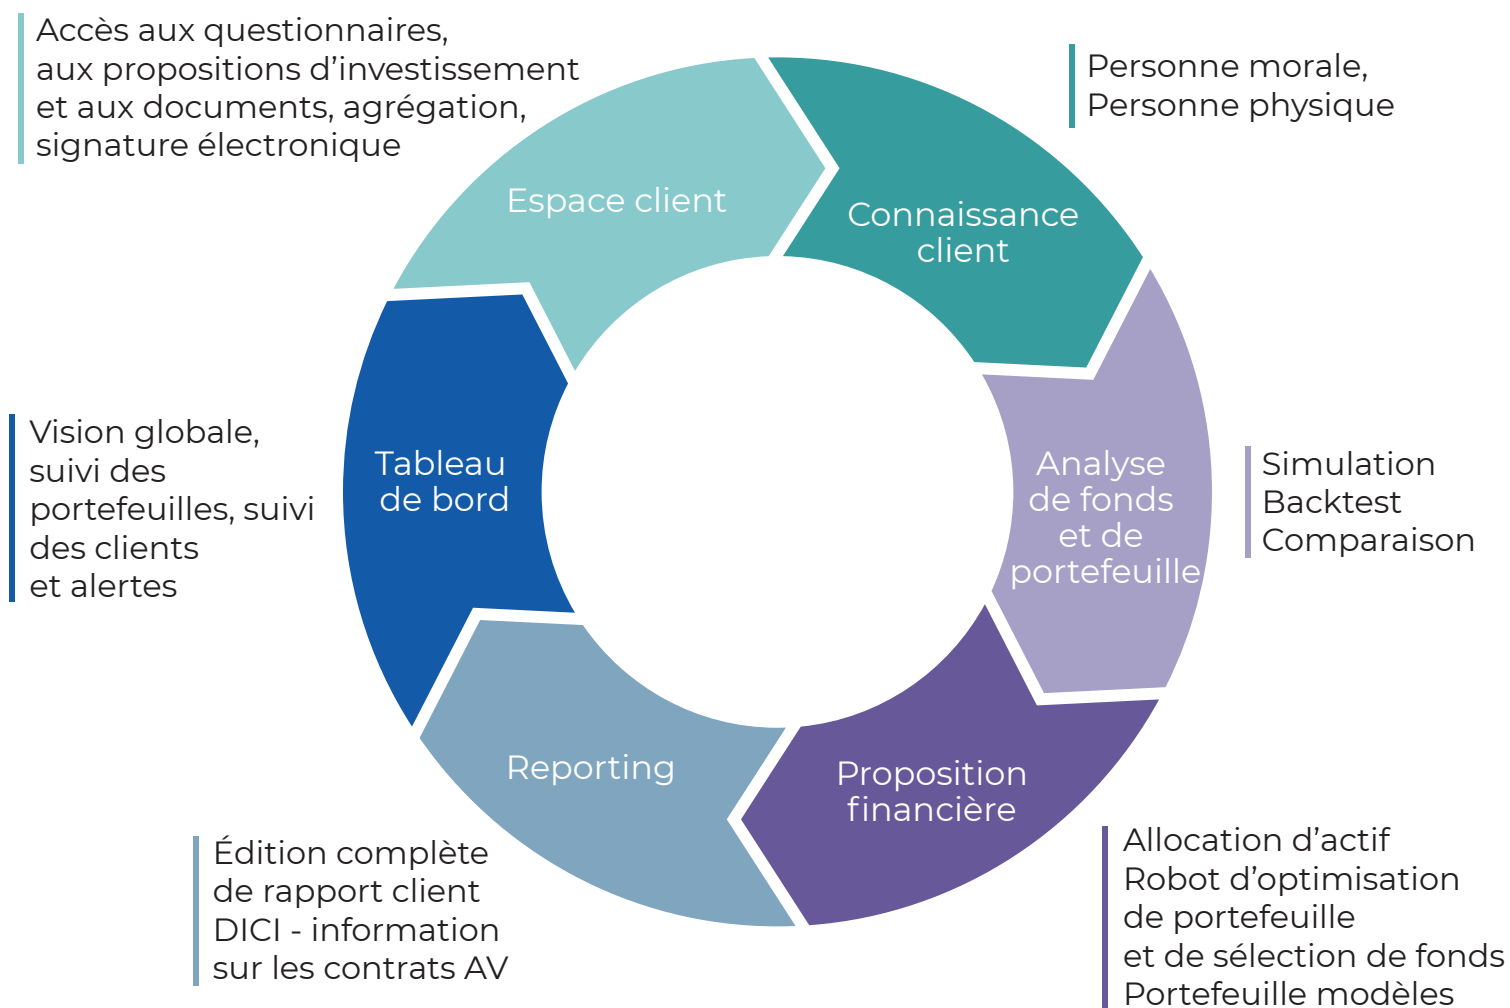 Accès aux questionnaires,
aux propositions d’investissement
et aux documents, agrégation,
signature électronique
Personne morale,
Personne physique
Espace client
Connaissance
client
Vision globale,
suivi des
portefeuilles, suivi
des clients
et alertes
Tableau
de bord
Analyse
de fonds
et de
portefeuille
Simulation
Backtest
Comparaison
Reporting
Proposition
financière
Édition complète
de rapport client
DICI - information
sur les contrats AV
Allocation d’actif
Robot d’optimisation
de portefeuille
et de sélection de fonds
Portefeuille modèles